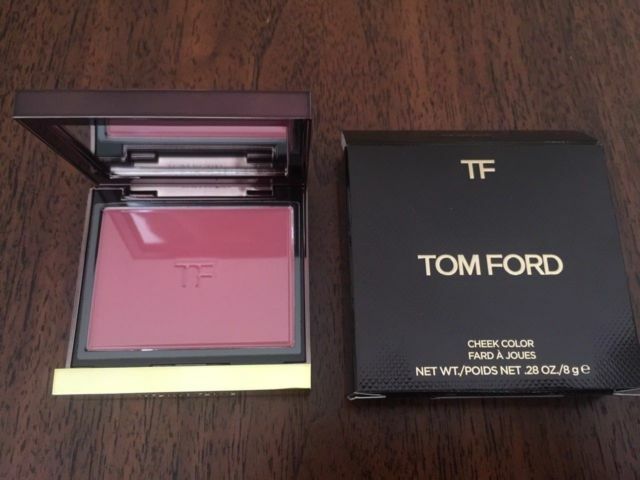 TF
TF
TOM FORD
CHEEK COLOR
FARD À JOUES
NET WT./POIDS NET .28 OZ./8 g e